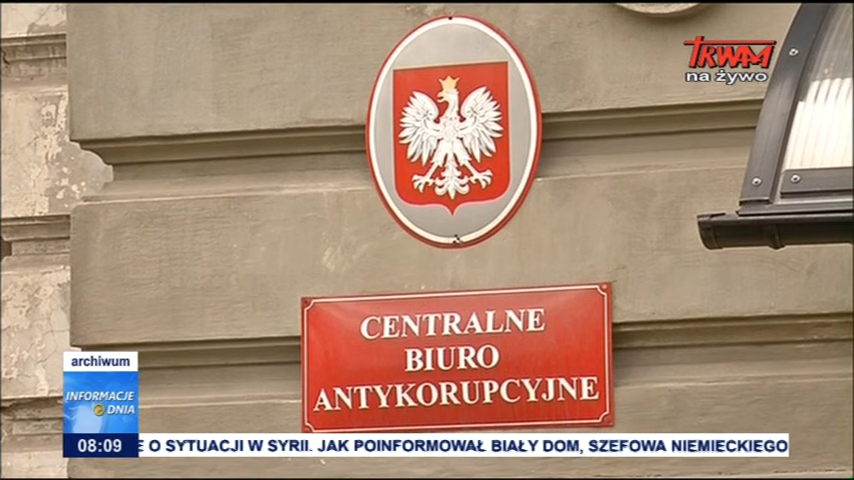 TRWAM
na żywo
CENTRALNE
BIURO
ANTYKORUPCYJNE
archiwum
INFORMACJE
DNIA
08:09
E O SYTUACJI W SYRII. JAK POINFORMOWAŁ BIAŁY DOM, SZEFOWA NIEMIECKIEGO